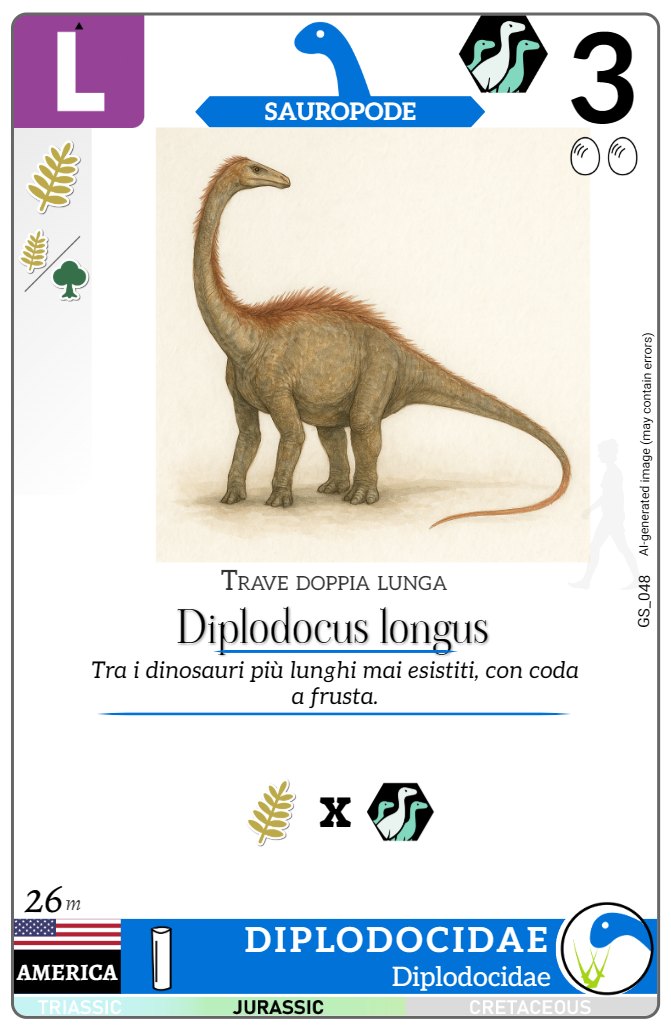 L
SAUROPODE
3
AI-generated image (may contain errors)
GS_048
Trave doppia lunga
Diplodocus longus
Tra i dinosauri più lunghi mai esistiti, con coda
a frusta.
x
26 m
AMERICA
DIPLODOCIDAE
Diplodocidae
TRIASSIC JURASSIC CRETACEOUS